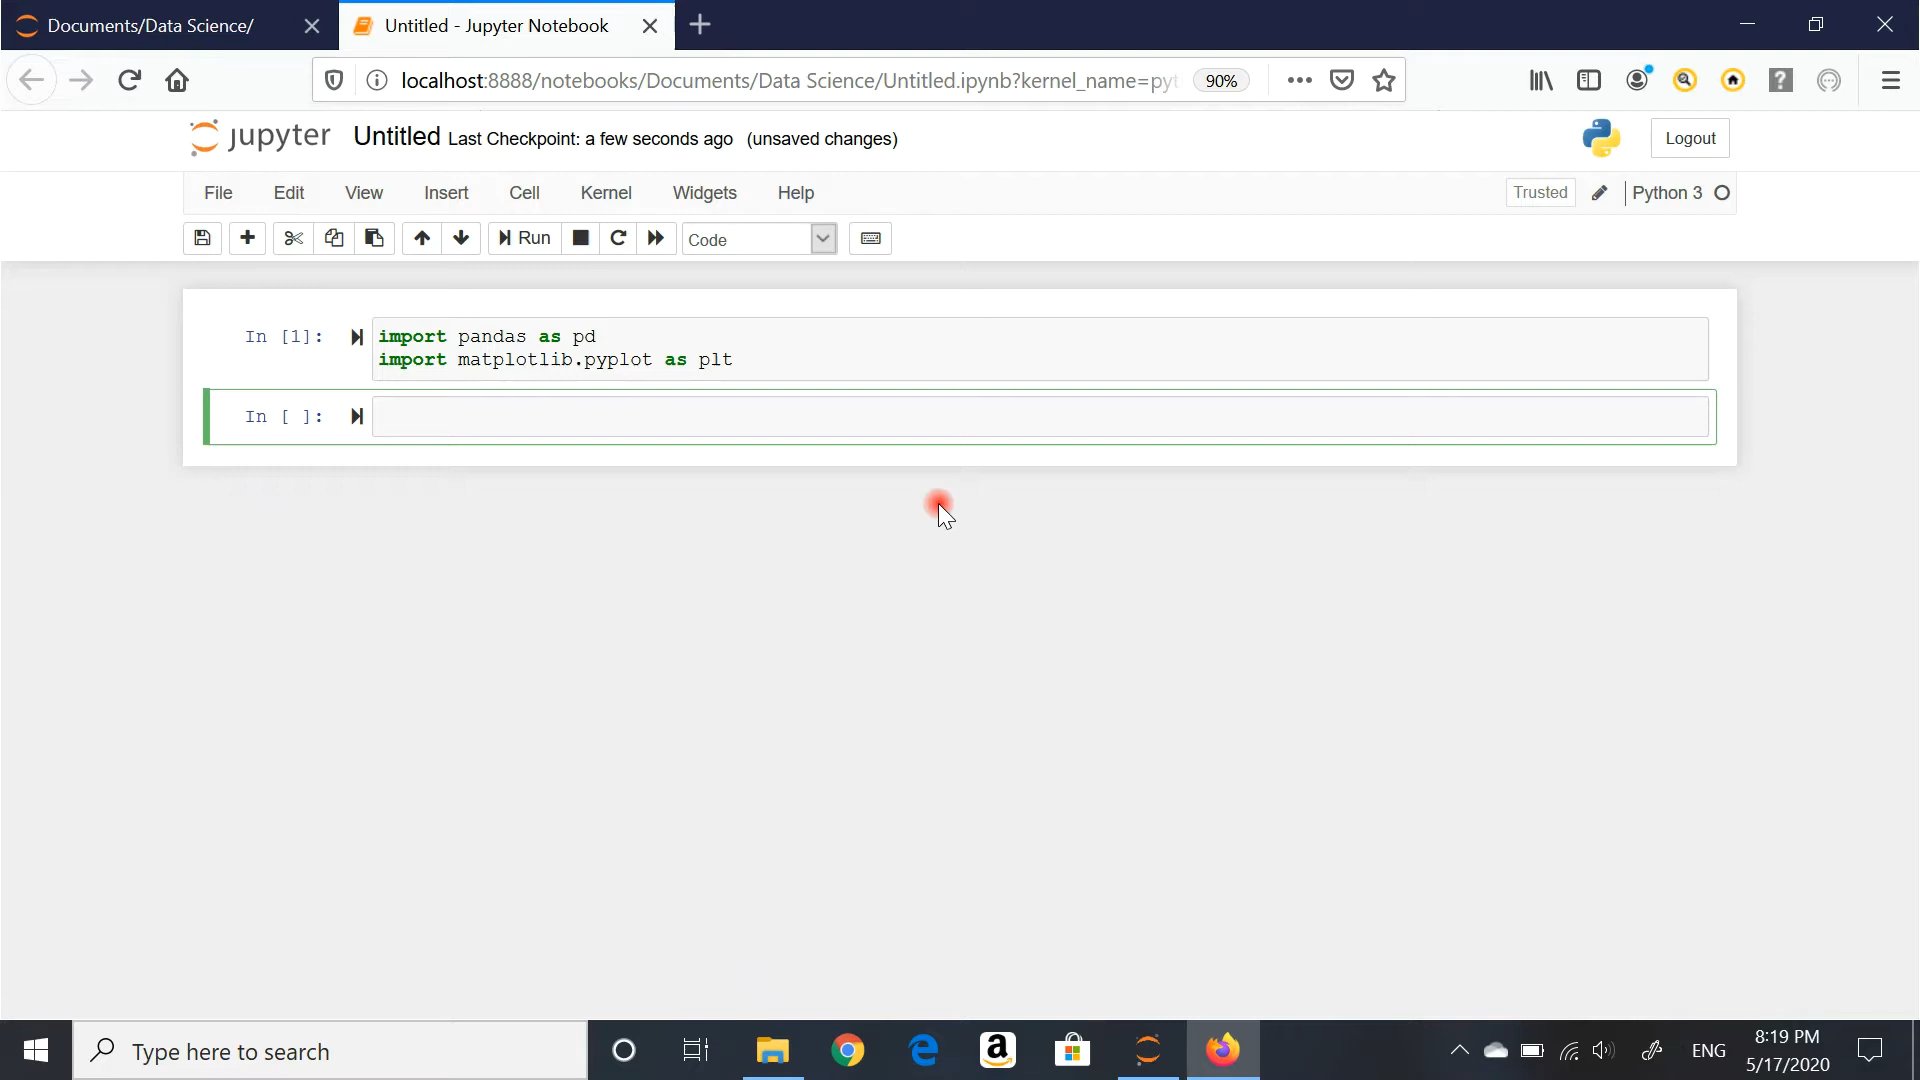 Documents/Data Science/
Untitled - Jupyter Notebook
localhost:8888/notebooks/Documents/Data Science/Untitled.ipynb?kernel_name=pyt
90%
jupyter
Untitled Last Checkpoint: a few seconds ago (unsaved changes)
Logout
File Edit View Insert Cell Kernel Widgets Help
Trusted
Python 3
Run
Code
In [1]:
import pandas as pd
import matplotlib.pyplot as plt
In [ ]:
Type here to search
a
ENG
8:19 PM
5/17/2020